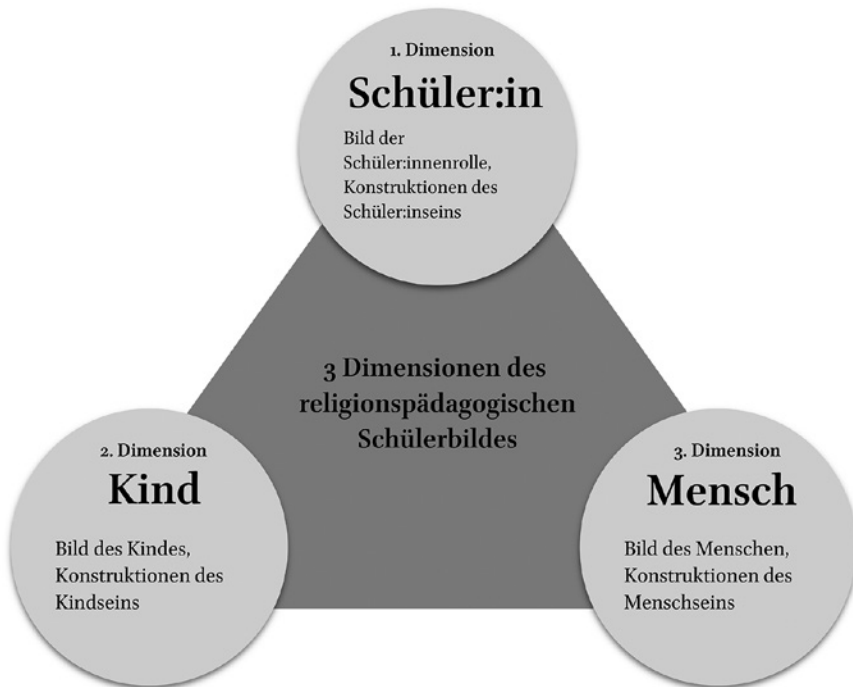 1. Dimension
Schüler:in
Bild der
Schüler:innenrolle,
Konstruktionen des
Schüler:inseins
3 Dimensionen des
religionspädagogischen
Schülerbildes
2. Dimension
Kind
Bild des Kindes,
Konstruktionen des
Kindseins
3. Dimension
Mensch
Bild des Menschen,
Konstruktionen des
Menschseins